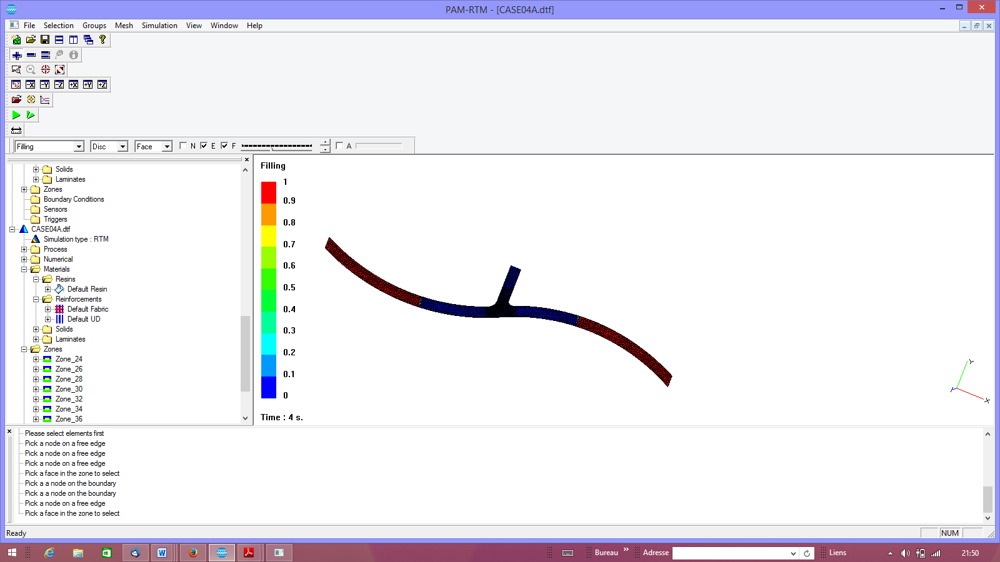 PAM-RTM - [CASE04A.dtf]
File Selection Groups Mesh Simulation View Window Help
-X -Y -Z +X +Y +Z
Filling Disc Face N E F A
Solids
Laminates
Zones
Boundary Conditions
Sensors
Triggers
CASE04A.dtf
Simulation type : RTM
Process
Numerical
Materials
Resins
Default Resin
Reinforcements
Default Fabric
Default UD
Solids
Laminates
Zones
Zone_24
Zone_26
Zone_28
Zone_30
Zone_32
Zone_34
Zone_36
Filling
1
0.9
0.8
0.7
0.6
0.5
0.4
0.3
0.2
0.1
0
Time : 4 s.
Y
X
Please select elements first
Pick a node on a free edge
Pick a node on a free edge
Pick a node on a free edge
Pick a face in the zone to select
Pick a a node on the boundary
Pick a a node on the boundary
Pick a node on a free edge
Pick a face in the zone to select
Ready NUM
Bureau » Adresse Liens 21:50